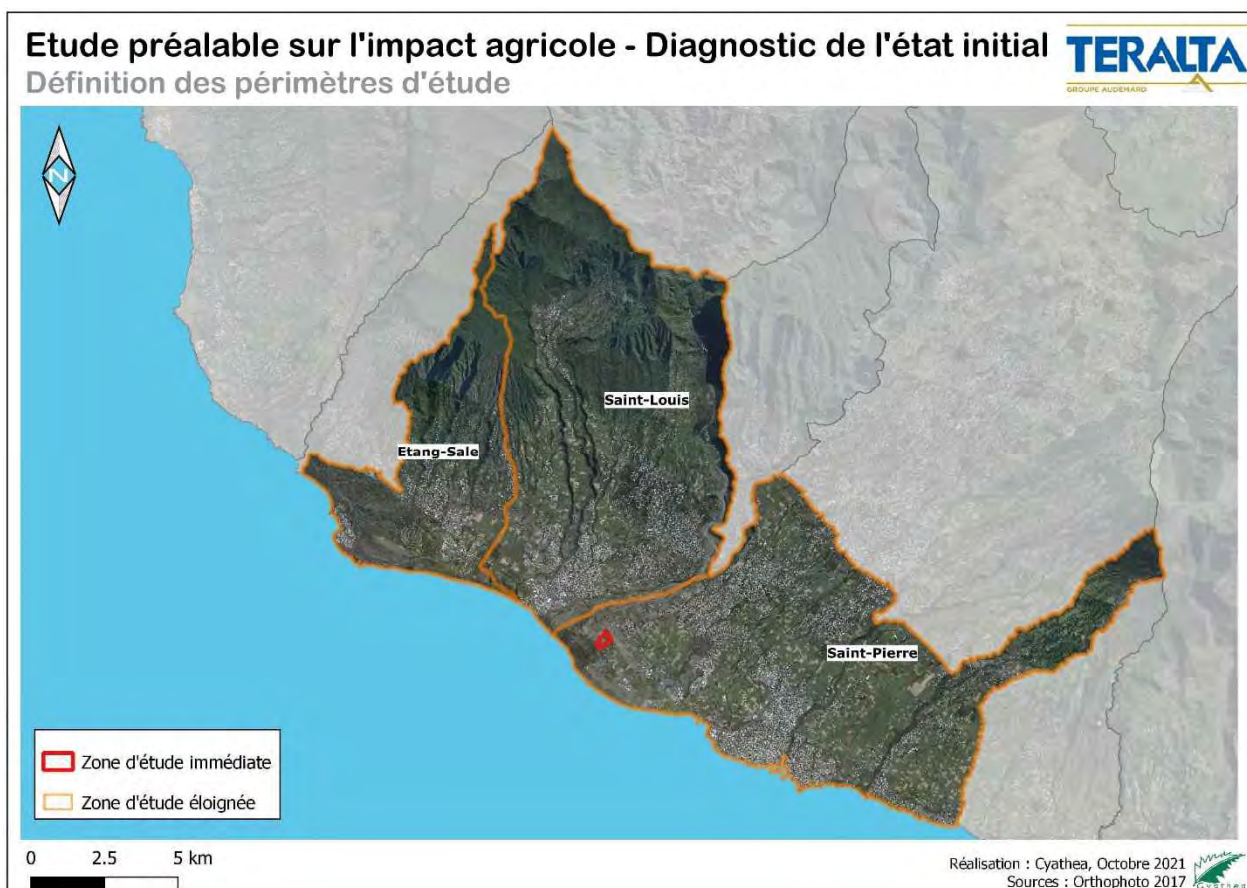 Etude préalable sur l'impact agricole - Diagnostic de l'état initial
Définition des périmètres d'étude
TERALTA
GROUPE AUDEMARD
N
Saint-Louis
Etang-Sale
Saint-Pierre
Zone d'étude immédiate
Zone d'étude éloignée
0 2.5 5 km
Réalisation : Cyathea, Octobre 2021
Sources : Orthophoto 2017
Cyathea